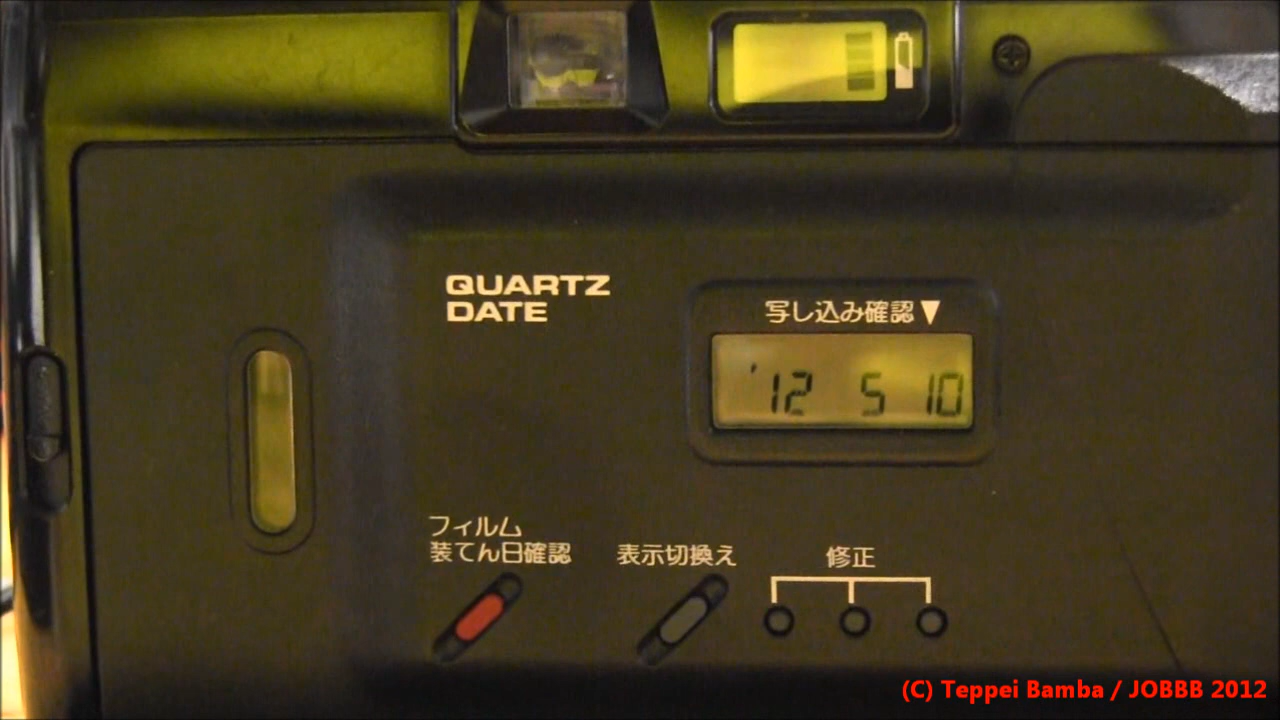 QUARTZ
DATE
写し込み確認▼
'12 5 10
フィルム
装てん日確認
表示切換え
修正
(C) Teppei Bamba / JOBBB 2012